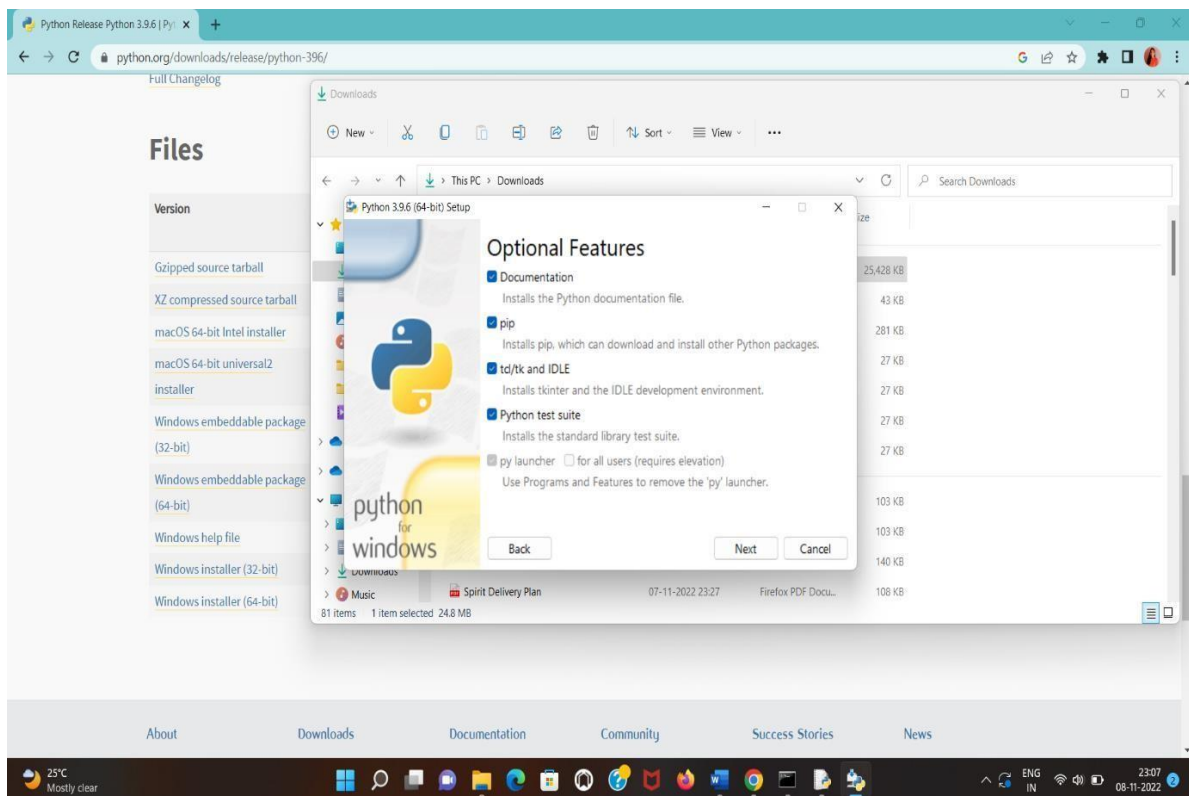 Python Release Python 3.9.6 | Pyt
python.org/downloads/release/python-396/
Full Changelog
Files
Version
Gzipped source tarball
XZ compressed source tarball
macOS 64-bit Intel installer
macOS 64-bit universal2
installer
Windows embeddable package
(32-bit)
Windows embeddable package
(64-bit)
Windows help file
Windows installer (32-bit)
Windows installer (64-bit)
Downloads
New
Sort
View
This PC > Downloads
Search Downloads
ize
25,428 KB
43 KB
281 KB
27 KB
27 KB
27 KB
27 KB
103 KB
103 KB
140 KB
Python 3.9.6 (64-bit) Setup
Optional Features
Documentation
Installs the Python documentation file.
pip
Installs pip, which can download and install other Python packages.
td/tk and IDLE
Installs tkinter and the IDLE development environment.
Python test suite
Installs the standard library test suite.
py launcher for all users (requires elevation)
Use Programs and Features to remove the 'py' launcher.
python
for
windows
Back Next Cancel
Downloads
Music
Spirit Delivery Plan 07-11-2022 23:27 Firefox PDF Docu... 108 KB
81 items 1 item selected 24.8 MB
About Downloads Documentation Community Success Stories News
25°C
Mostly clear
ENG
IN
23:07
08-11-2022
2